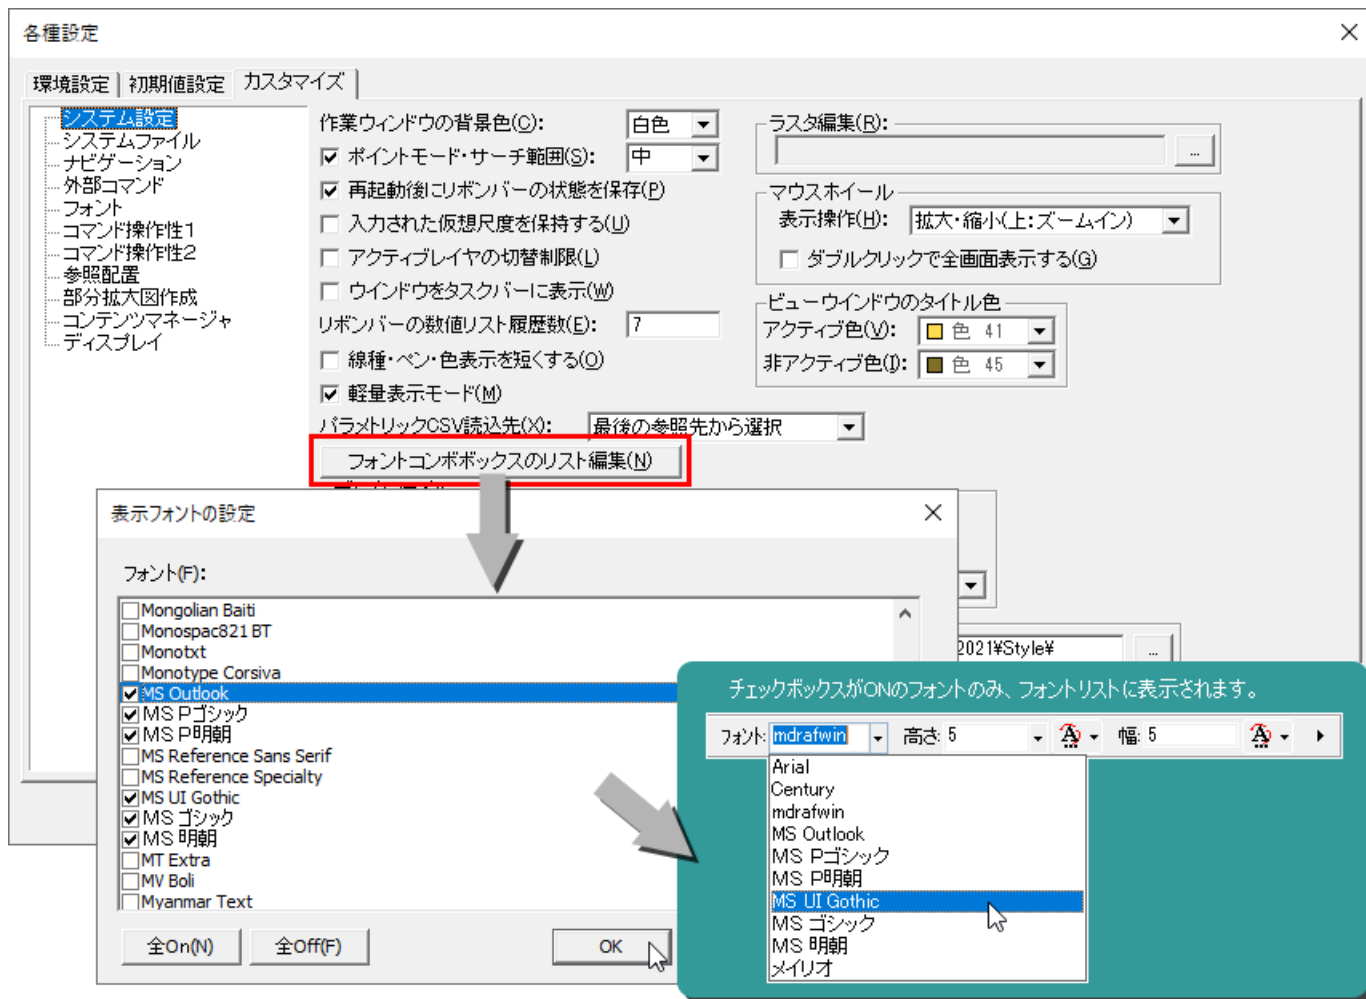 各種設定
環境設定 初期値設定 カスタマイズ
システム設定
システムファイル
ナビゲーション
外部コマンド
フォント
コマンド操作性1
コマンド操作性2
参照配置
部分拡大図作成
コンテンツマネージャ
ディスプレイ
作業ウィンドウの背景色(C): 白色
ポイントモード・サーチ範囲(S): 中
再起動後にリボンバーの状態を保存(P)
入力された仮想尺度を保持する(U)
アクティブレイヤの切替制限(L)
ウインドウをタスクバーに表示(W)
リボンバーの数値リスト履歴数(E): 7
線種・ペン・色表示を短くする(O)
軽量表示モード(M)
パラメトリックCSV読込先(X): 最後の参照先から選択
フォントコンボボックスのリスト編集(N)
ラスタ編集(R):
...
マウスホイール
表示操作(H): 拡大・縮小(上:ズームイン)
ダブルクリックで全画面表示する(G)
ビューウインドウのタイトル色
アクティブ色(V): 色 41
非アクティブ色(I): 色 45
2021¥Style¥ ...
表示フォントの設定
フォント(F):
Mongolian Baiti
Monospac821 BT
Monotxt
Monotype Corsiva
MS Outlook
MS Pゴシック
MS P明朝
MS Reference Sans Serif
MS Reference Specialty
MS UI Gothic
MS ゴシック
MS 明朝
MT Extra
MV Boli
Myanmar Text
全On(N) 全Off(F) OK
チェックボックスがONのフォントのみ、フォントリストに表示されます。
フォント: mdrafwin 高さ: 5 幅: 5
Arial
Century
mdrafwin
MS Outlook
MS Pゴシック
MS P明朝
MS UI Gothic
MS ゴシック
MS 明朝
メイリオ